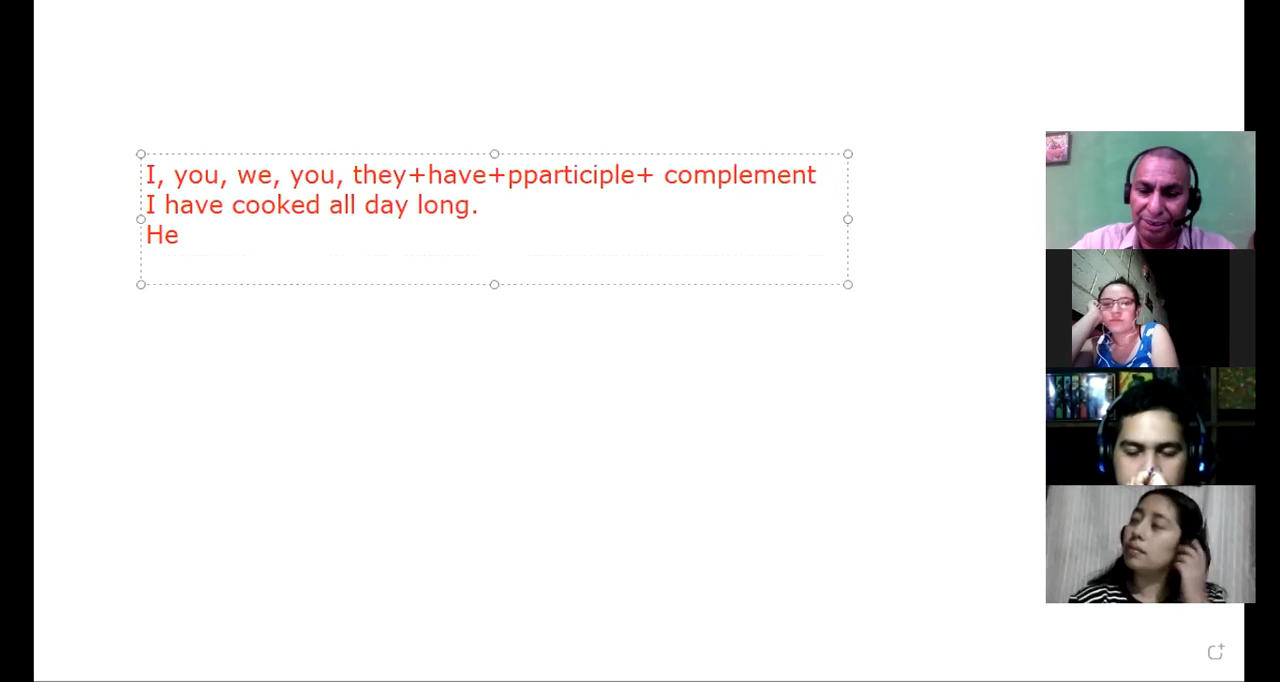 I, you, we, you, they+have+pparticiple+ complement
I have cooked all day long.
He